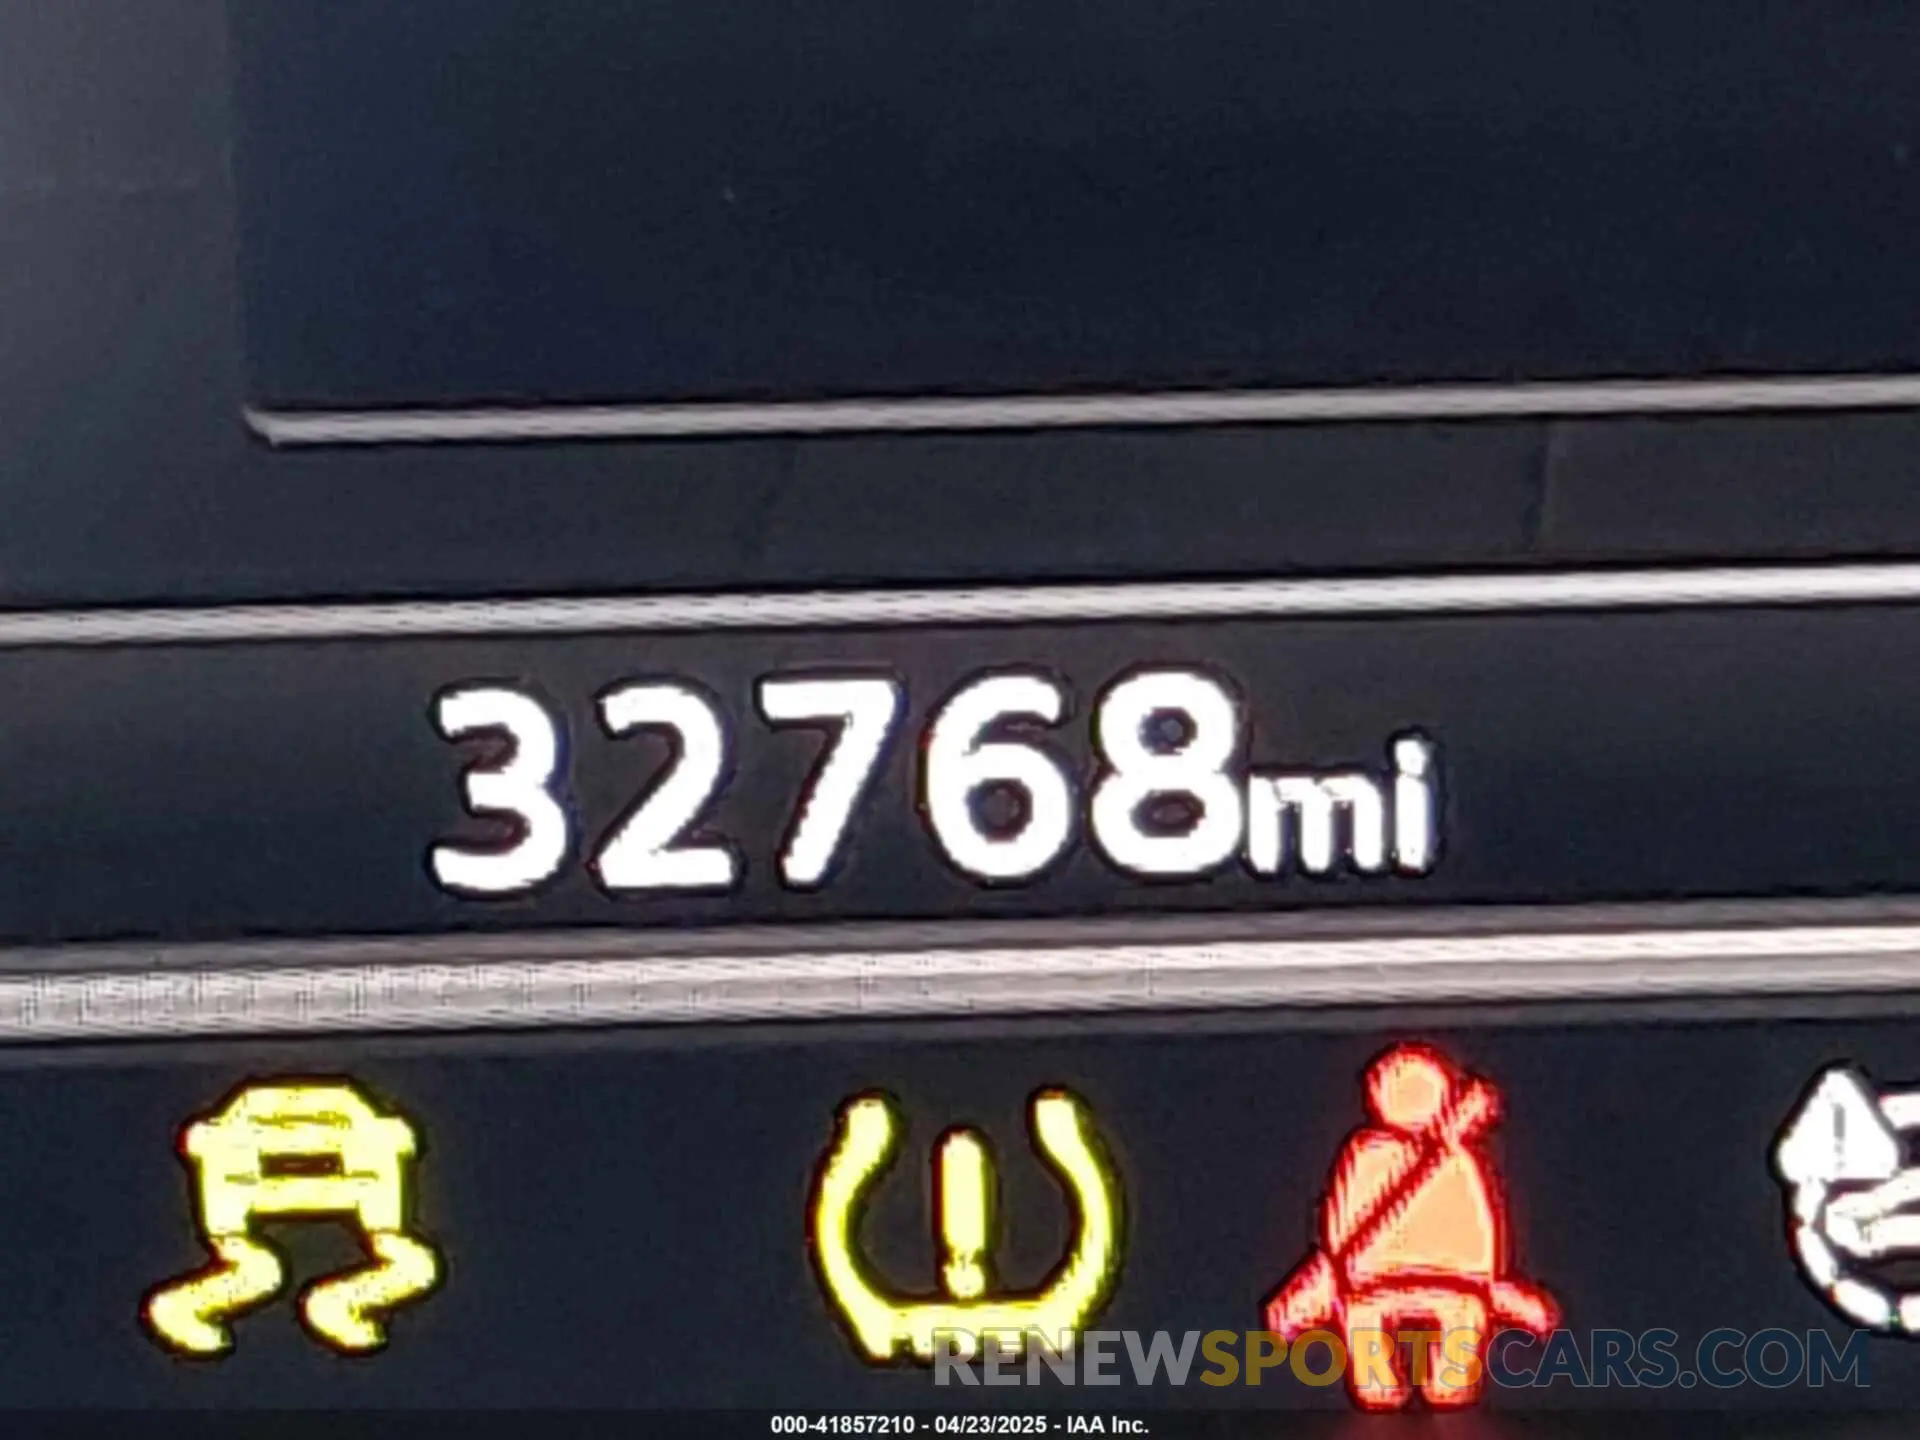 32768mi
RENEWSPORTSCARS.COM
000-41857210 - 04/23/2025 - IAA Inc.